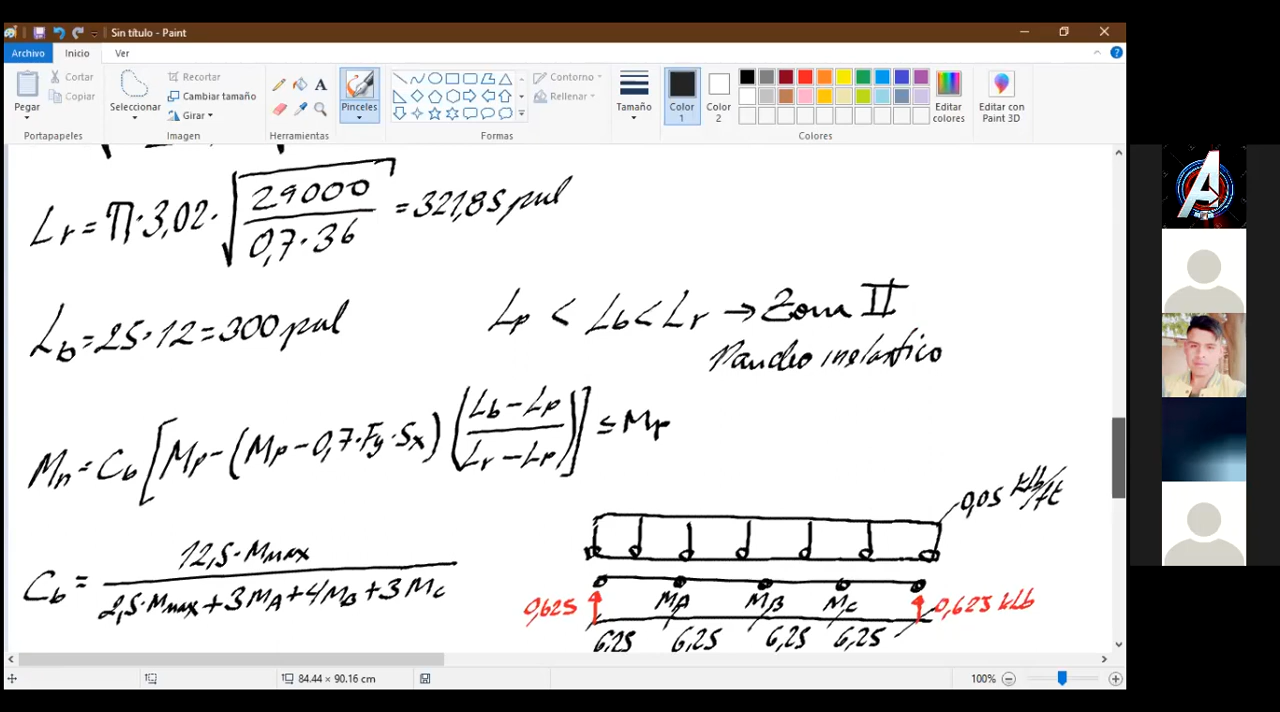 Sin título - Paint
Archivo Inicio Ver
Pegar
Cortar
Copiar
Portapapeles
Seleccionar
Recortar
Cambiar tamaño
Girar
Imagen
A
Herramientas
Pinceles
Contorno
Rellenar
Formas
Tamaño
Color 1
Color 2
Editar colores
Editar con Paint 3D
Colores
Lr = π·3,02·√(29000/0,7·36) = 321,85 pul
Lb = 25·12 = 300 pul
Lp < Lb < Lr → Zona II
Pandeo inelastico
Mn = Cb [Mp - (Mp - 0,7·Fy·Sx) (Lb - Lp / Lr - Lp)] ≤ Mp
0,05 klb/ft
Cb = 12,5·Mmax / 2,5·Mmax + 3MA + 4MB + 3Mc
0,625 MA MB Mc 0,625 klb
6,25 6,25 6,25 6,25
84.44 × 90.16 cm
100%